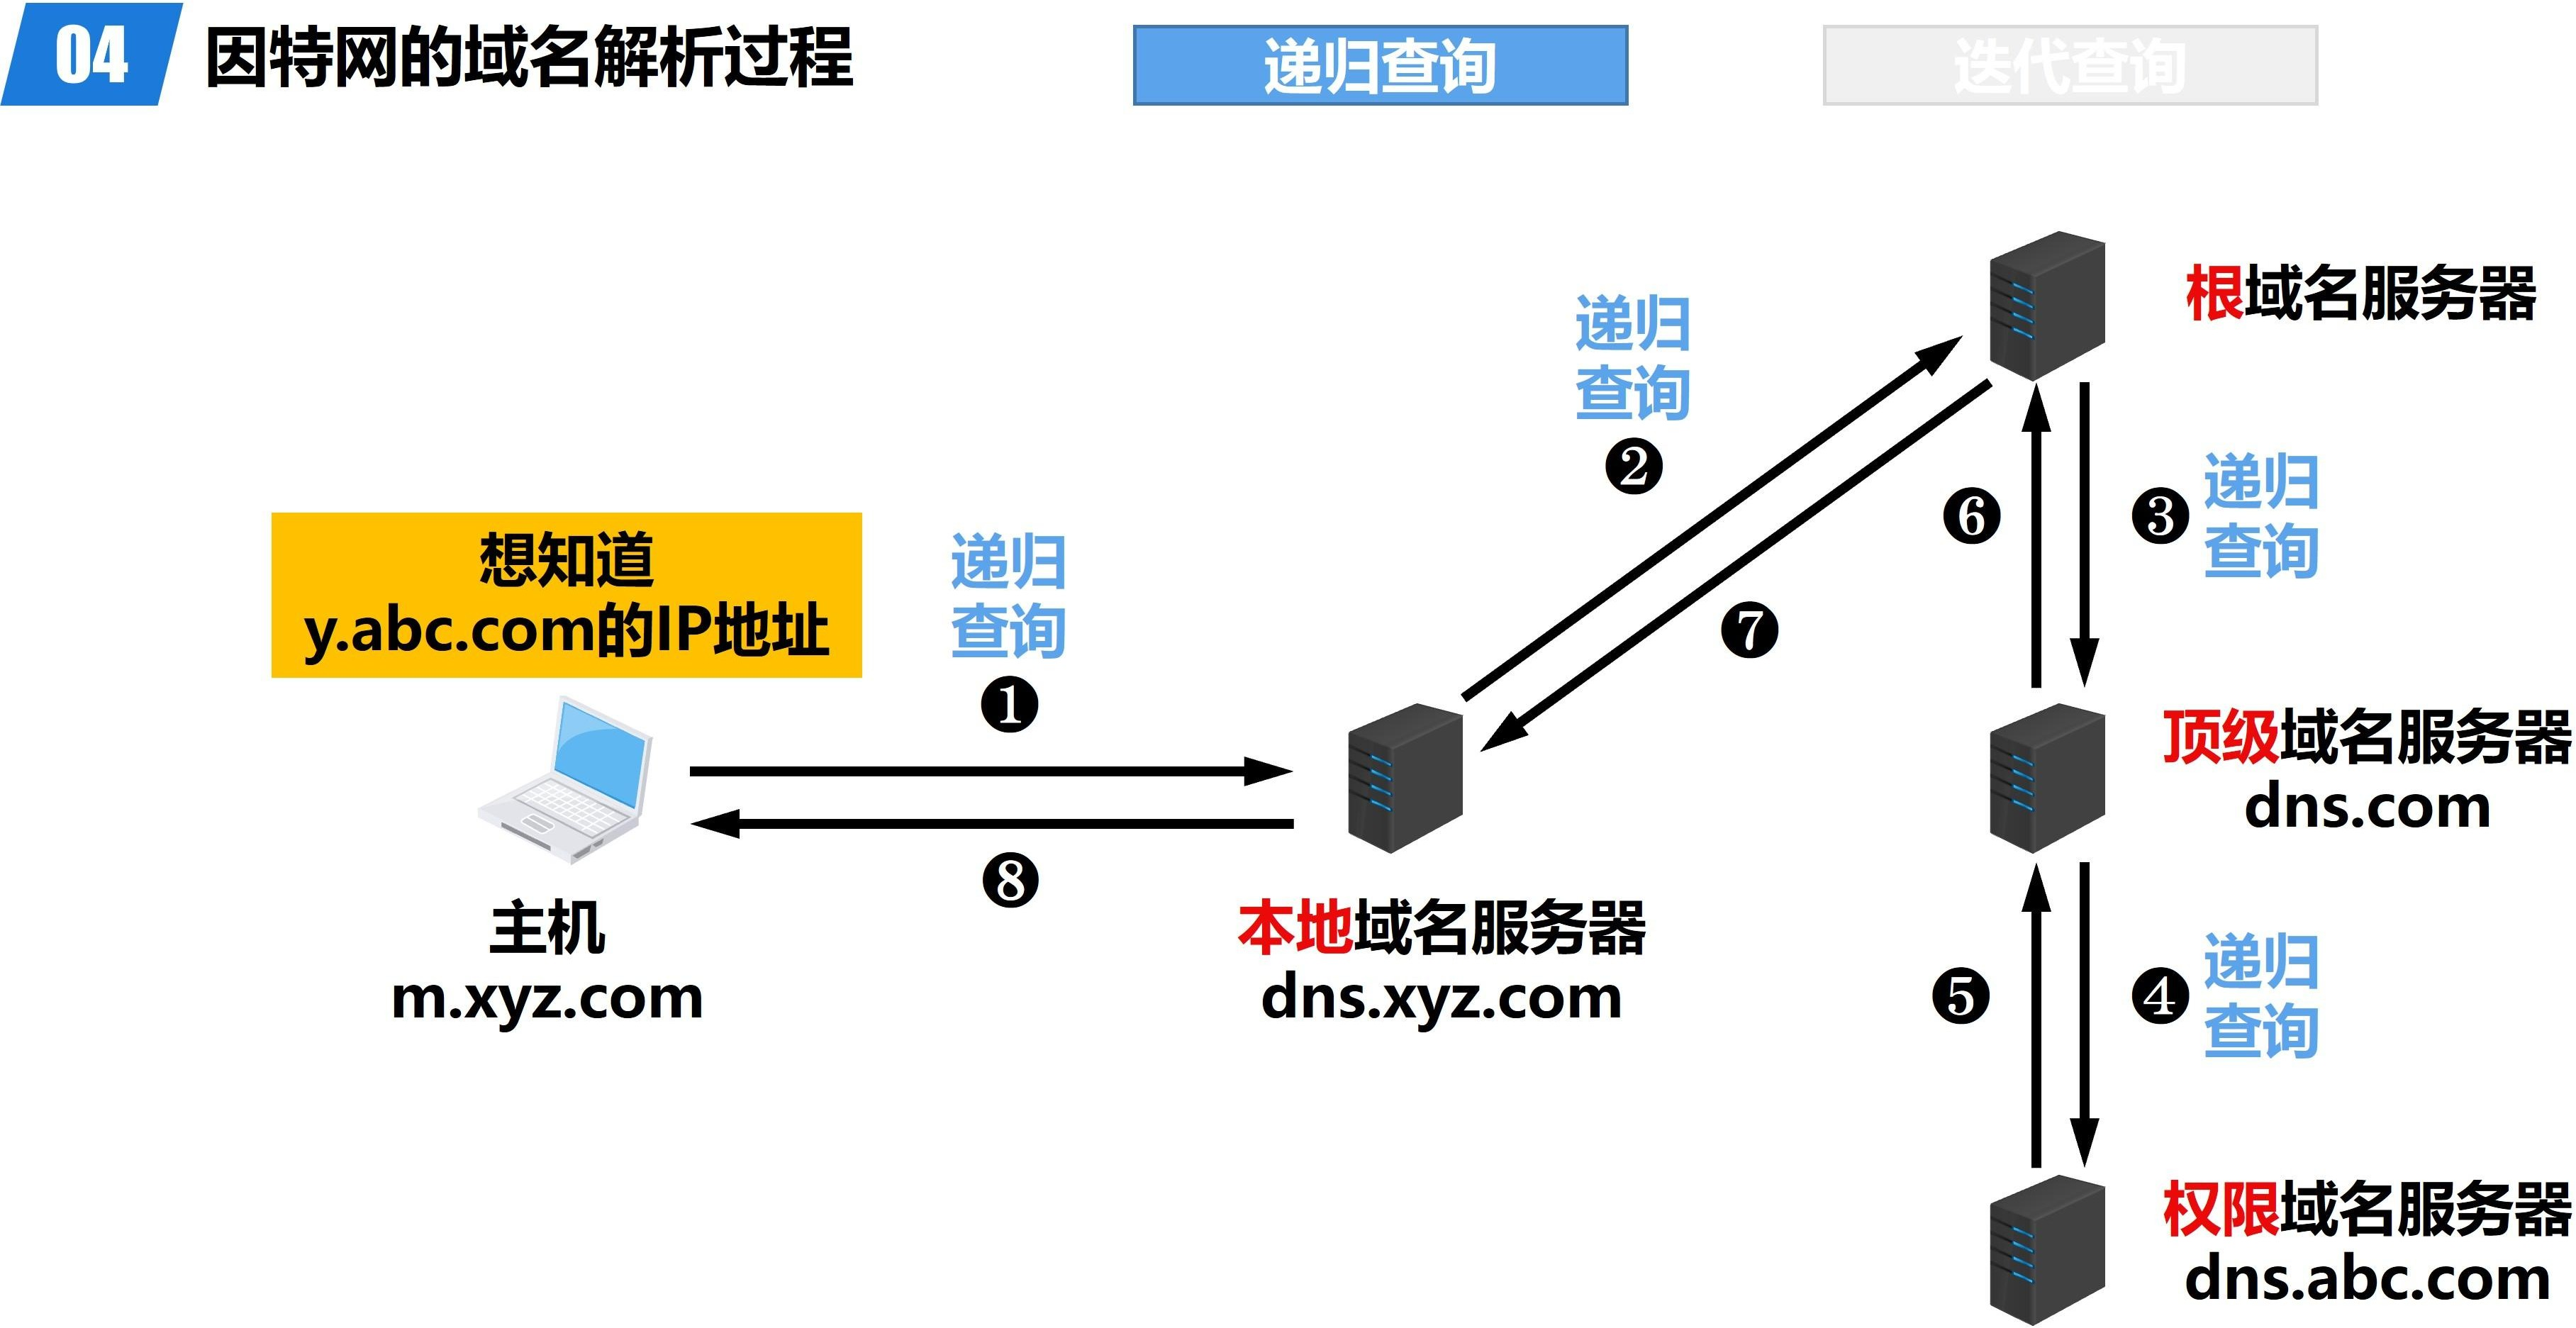 04
因特网的域名解析过程
递归查询
迭代查询
根域名服务器
递归
查询
❷
❻
❸
递归
查询
想知道
y.abc.com的IP地址
递归
查询
❶
❼
顶级域名服务器
dns.com
❽
主机
m.xyz.com
本地域名服务器
dns.xyz.com
❺
❹
递归
查询
权限域名服务器
dns.abc.com